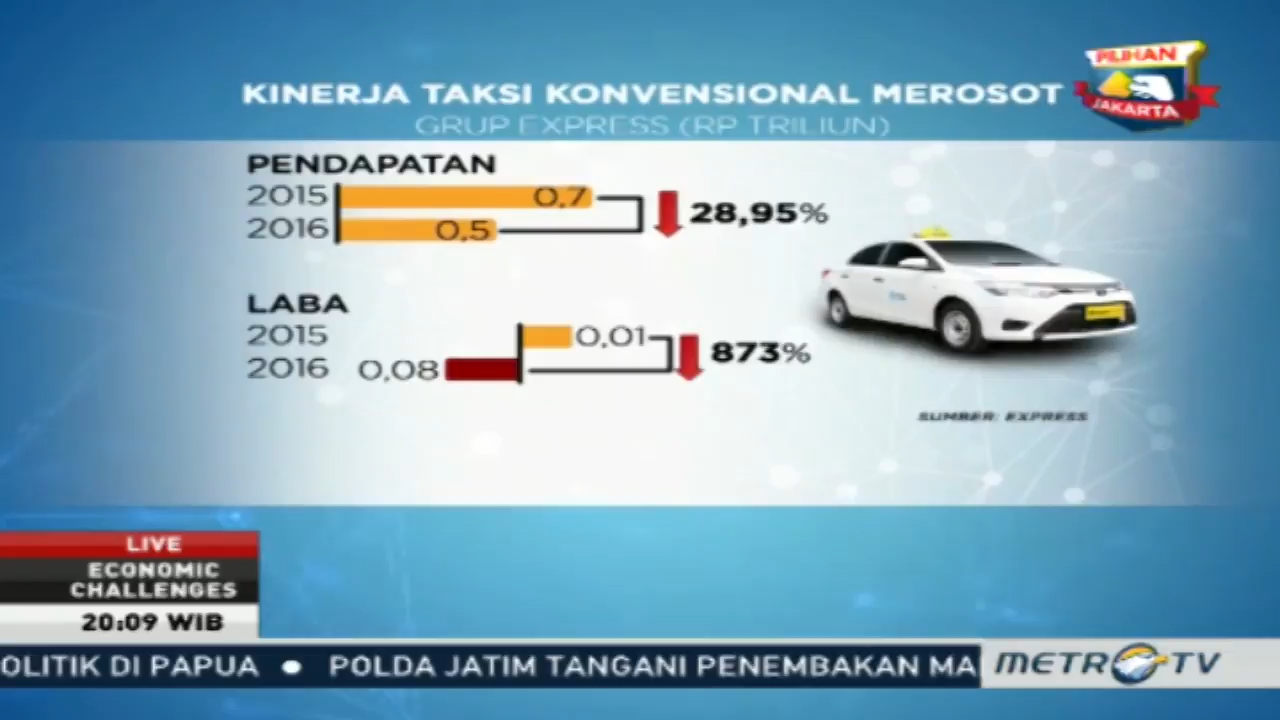 PILIHAN
JAKARTA
KINERJA TAKSI KONVENSIONAL MEROSOT
GRUP EXPRESS (RP TRILIUN)
PENDAPATAN
2015 0,7
2016 0,5
28,95%
LABA
2015 0,01
2016 0,08
873%
SUMBER: EXPRESS
LIVE
ECONOMIC
CHALLENGES
20:09 WIB
OLITIK DI PAPUA ● POLDA JATIM TANGANI PENEMBAKAN MA
METRO TV